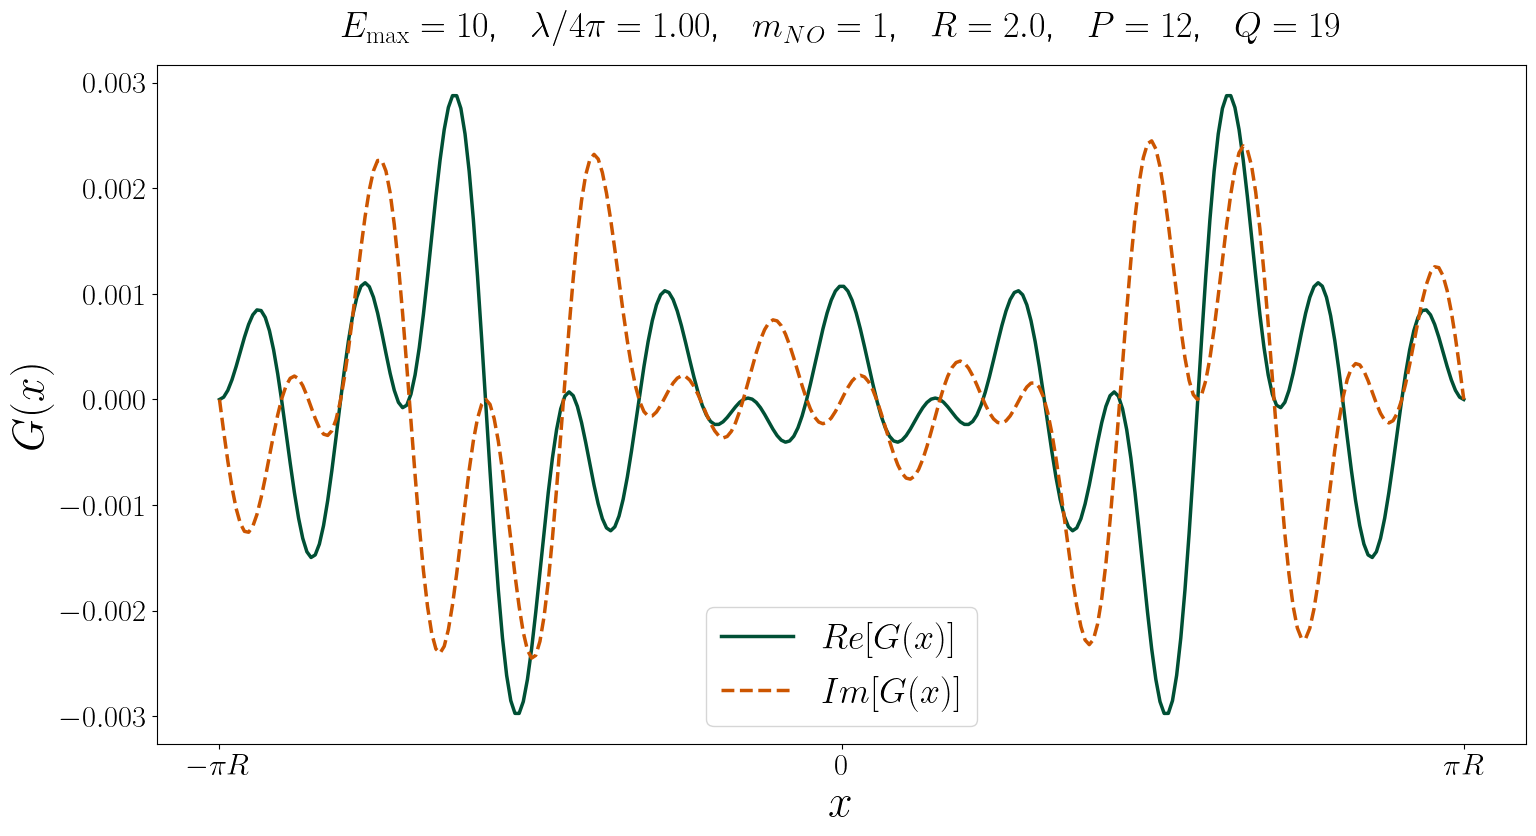 E_max = 10, λ/4π = 1.00, m_NO = 1, R = 2.0, P = 12, Q = 19
G(x)
0.003
0.002
0.001
0.000
−0.001
−0.002
−0.003
Re[G(x)]
Im[G(x)]
−πR 0 πR
x